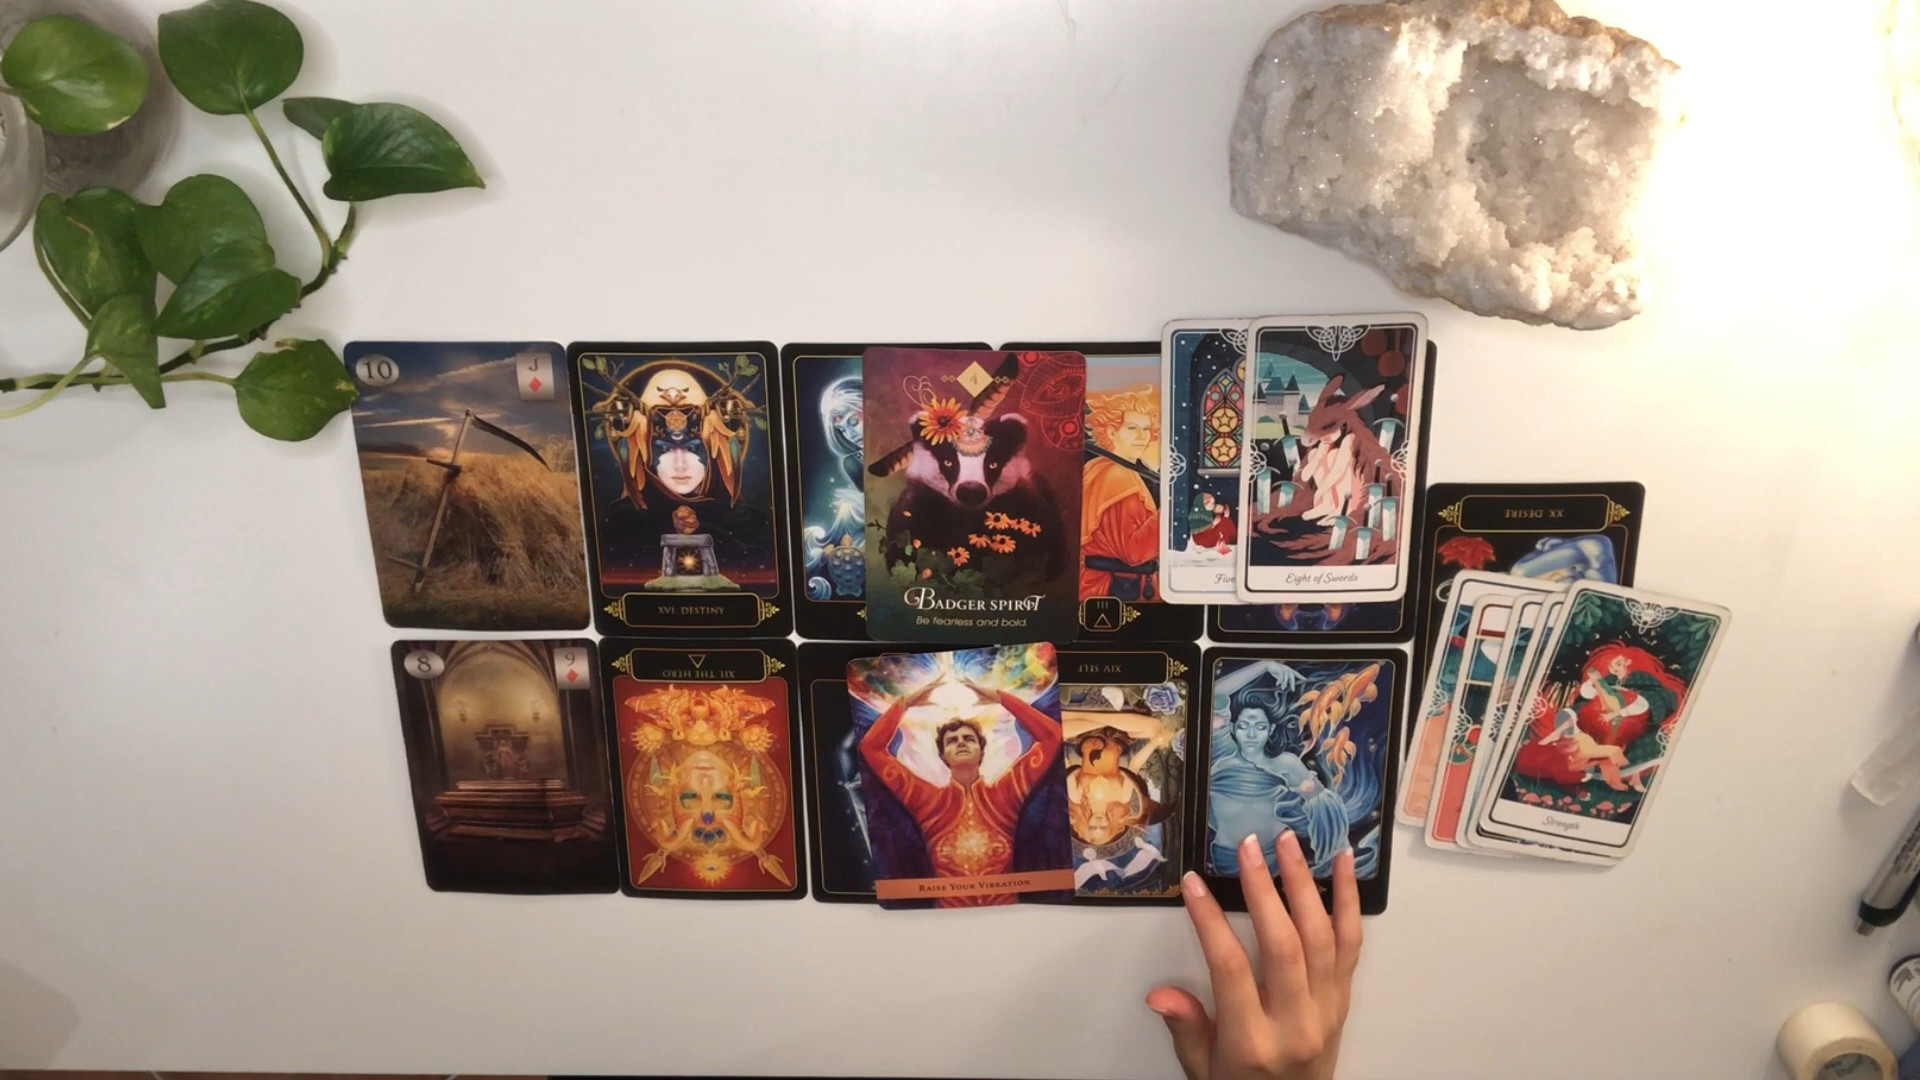 10
J
XVI. DESTINY
4
BADGER SPIRIT
Be fearless and bold.
III
Five
Eight of Swords
XX. DESIRE
8
9
XII. THE HERO
RAISE YOUR VIBRATION
XIV. SELF
Strength